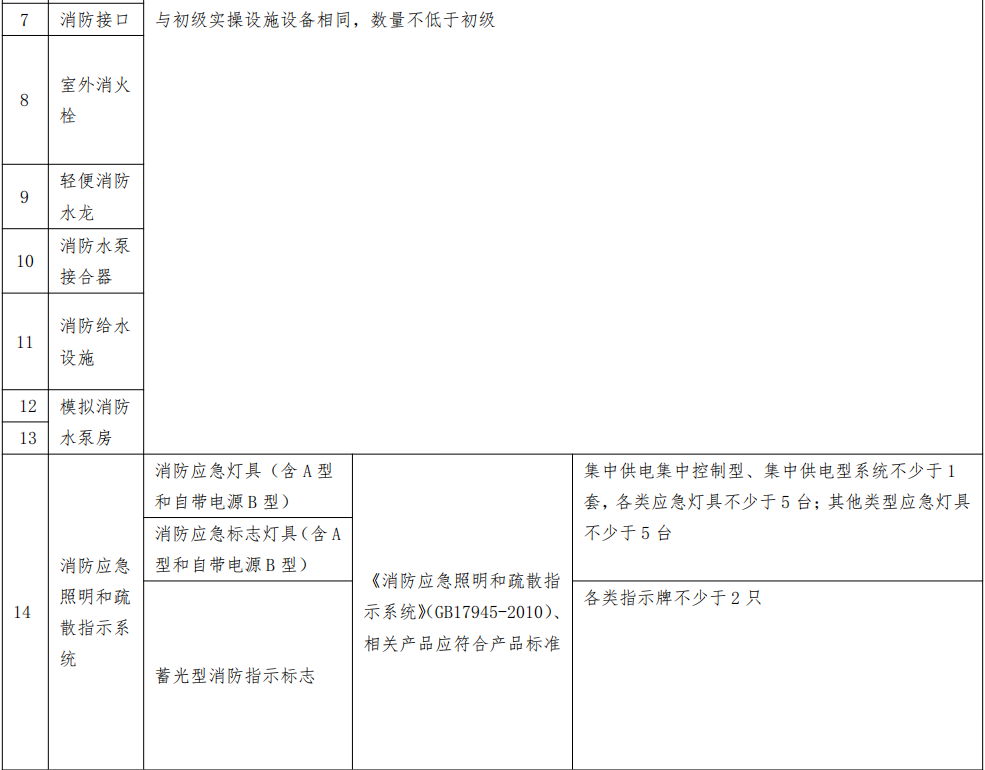 7 消防接口 与初级实操设施设备相同，数量不低于初级
8 室外消火
栓
9 轻便消防
水龙
10 消防水泵
接合器
11 消防给水
设施
12 模拟消防
13 水泵房
14 消防应急
照明和疏
散指示系
统
消防应急灯具（含 A 型
和自带电源 B 型）
消防应急标志灯具（含 A
型和自带电源 B 型）
蓄光型消防指示标志
《消防应急照明和疏散指
示系统》（GB17945-2010）、
相关产品应符合产品标准
集中供电集中控制型、集中供电型系统不少于 1
套，各类应急灯具不少于 5 台；其他类型应急灯具
不少于 5 台
各类指示牌不少于 2 只